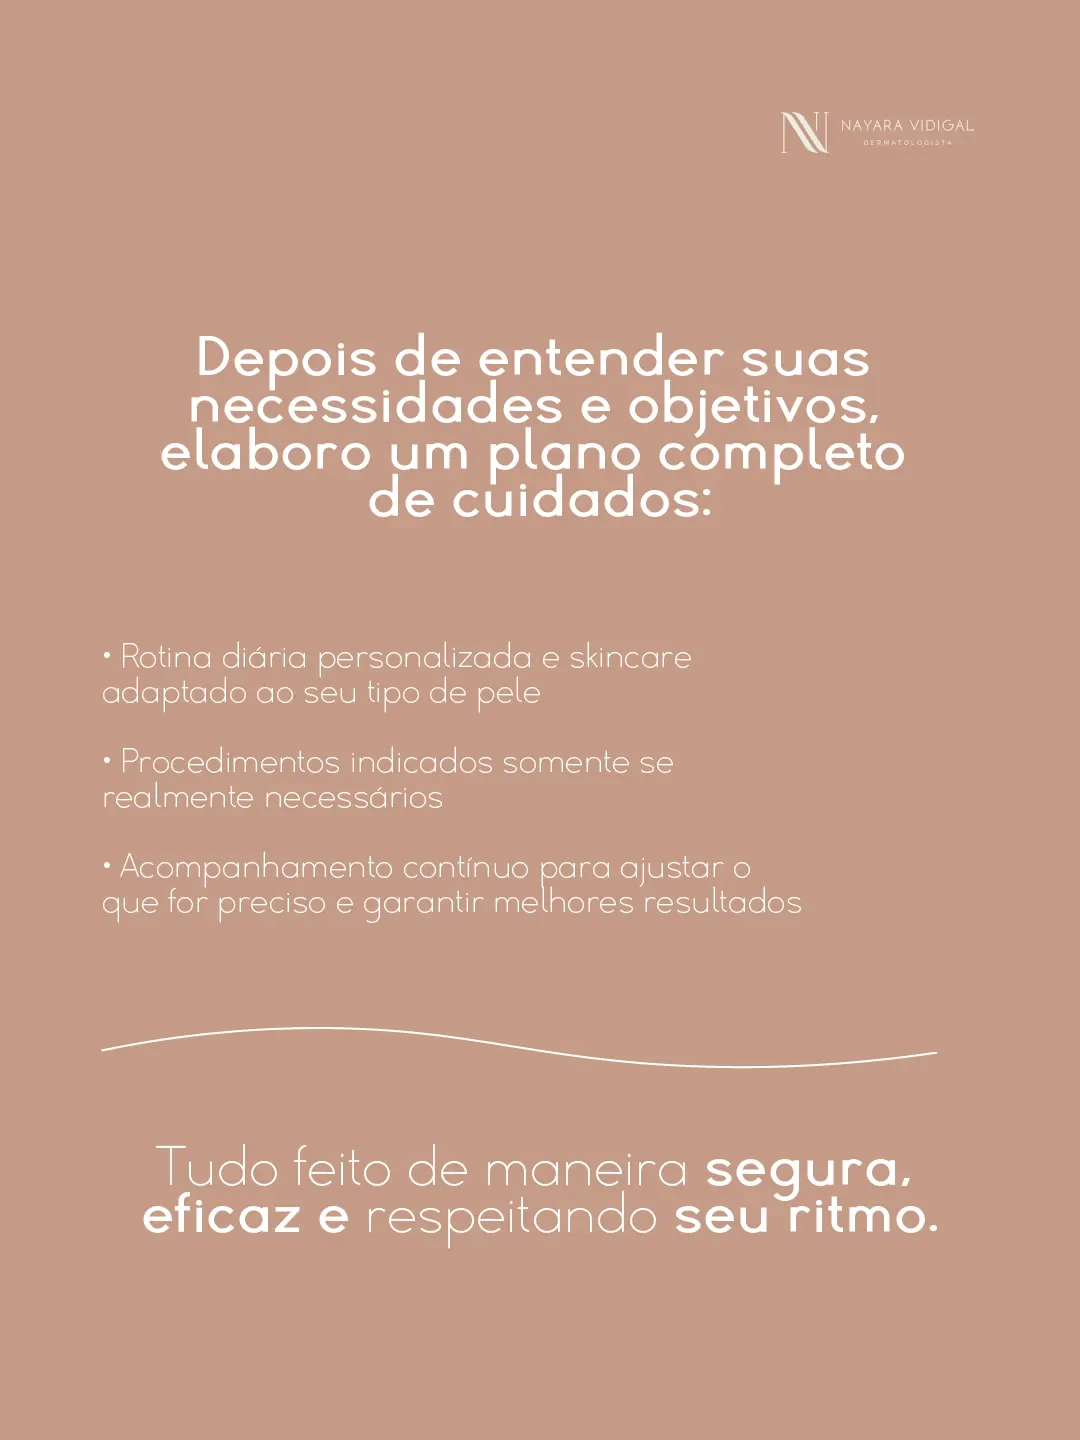 NAYARA VIDIGAL
DERMATOLOGISTA
Depois de entender suas
necessidades e objetivos,
elaboro um plano completo
de cuidados:
• Rotina diária personalizada e skincare
adaptado ao seu tipo de pele
• Procedimentos indicados somente se
realmente necessários
• Acompanhamento contínuo para ajustar o
que for preciso e garantir melhores resultados
Tudo feito de maneira segura,
eficaz e respeitando seu ritmo.